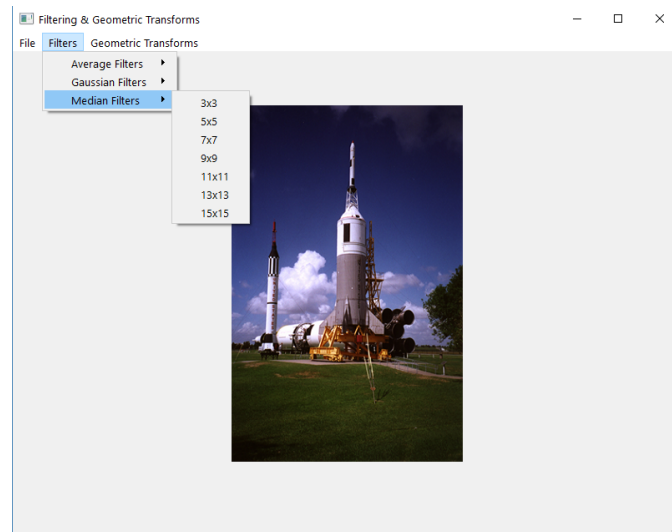 Filtering & Geometric Transforms
File Filters Geometric Transforms
Average Filters
Gaussian Filters
Median Filters
3x3
5x5
7x7
9x9
11x11
13x13
15x15